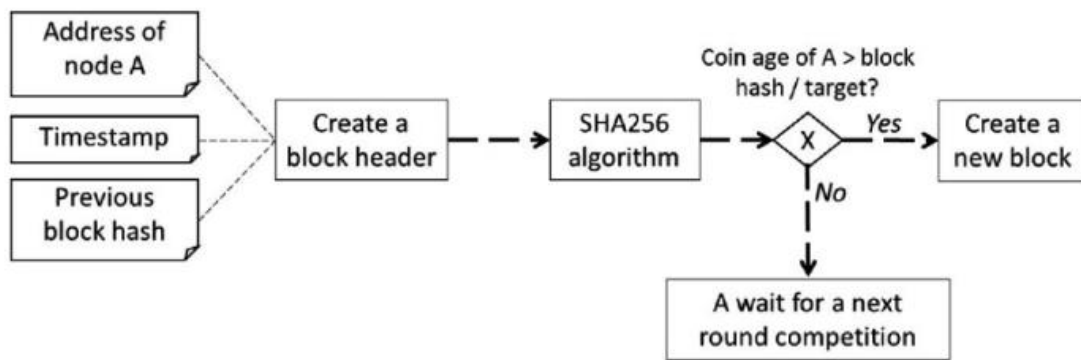 Address of
node A
Timestamp
Previous
block hash
Create a
block header
SHA256
algorithm
Coin age of A > block
hash / target?
X
Yes
No
Create a
new block
A wait for a next
round competition